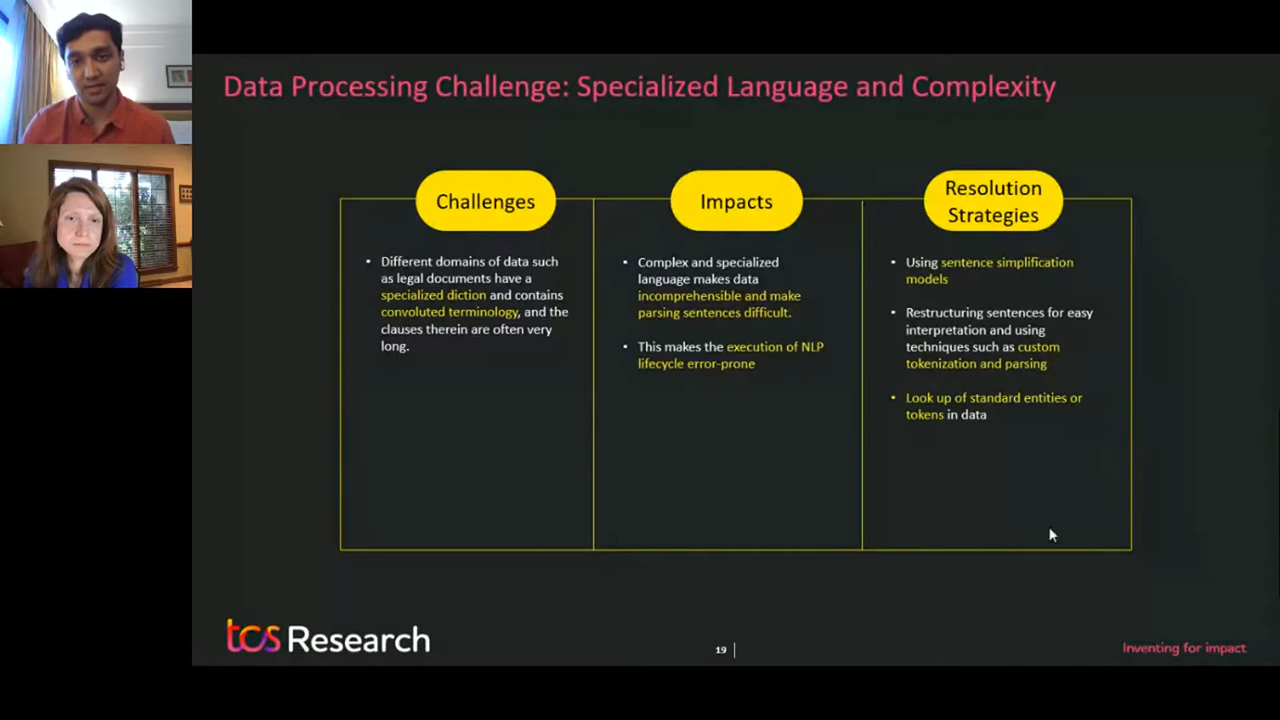 Data Processing Challenge: Specialized Language and Complexity
Challenges
Different domains of data such
as legal documents have a
specialized diction and contains
convoluted terminology, and the
clauses therein are often very
long.
Impacts
Complex and specialized
language makes data
incomprehensible and make
parsing sentences difficult.
This makes the execution of NLP
lifecycle error-prone
Resolution
Strategies
Using sentence simplification
models
Restructuring sentences for easy
interpretation and using
techniques such as custom
tokenization and parsing
Look up of standard entities or
tokens in data
tcs Research
19
Inventing for impact